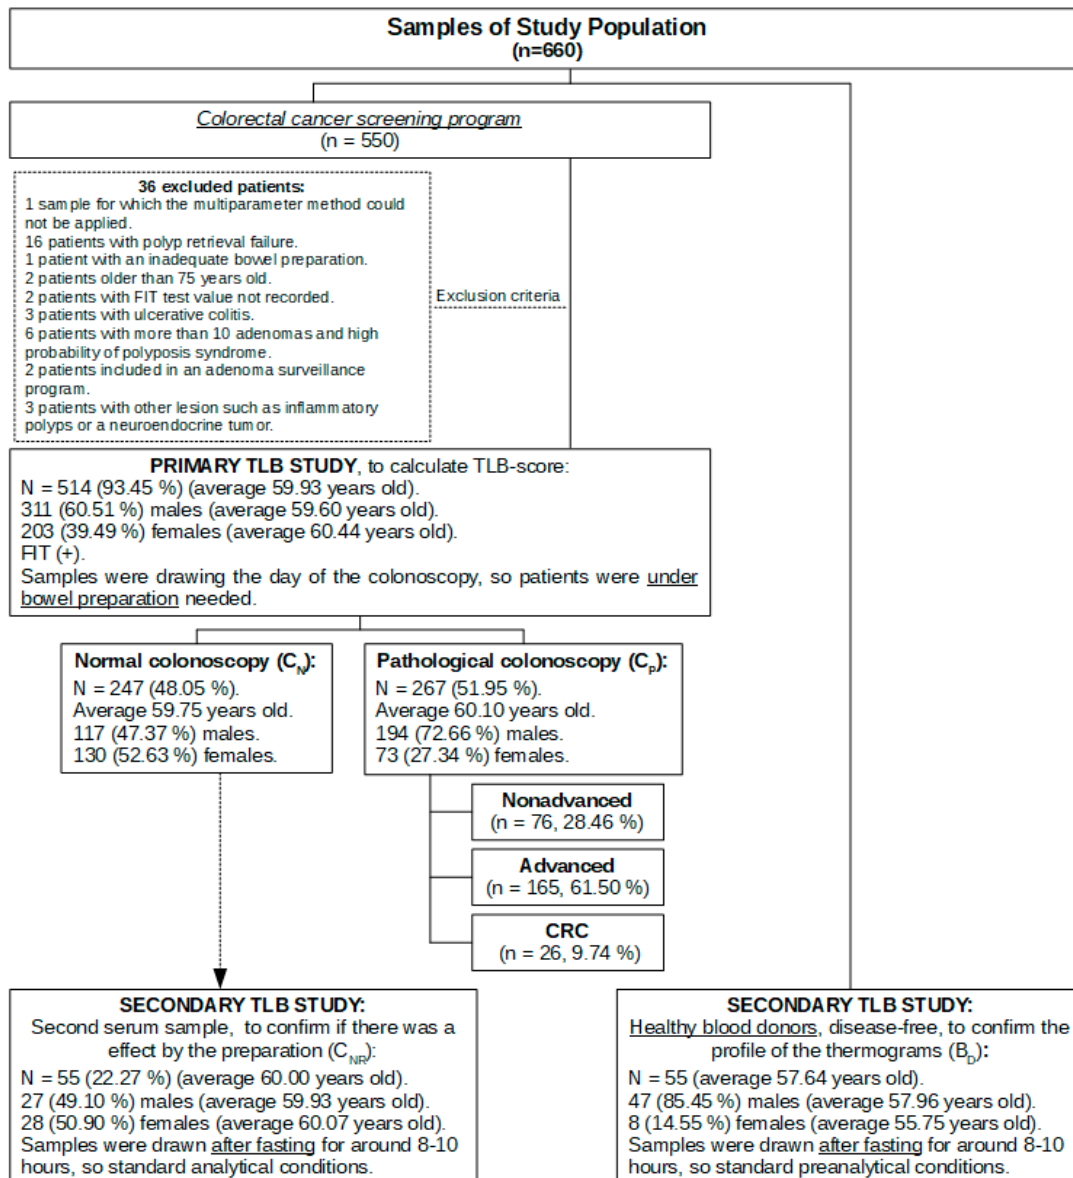 Samples of Study Population
(n=660)
Colorectal cancer screening program
(n = 550)
36 excluded patients:
1 sample for which the multiparameter method could
not be applied.
16 patients with polyp retrieval failure.
1 patient with an inadequate bowel preparation.
2 patients older than 75 years old.
2 patients with FIT test value not recorded.
3 patients with ulcerative colitis.
6 patients with more than 10 adenomas and high
probability of polyposis syndrome.
2 patients included in an adenoma surveillance
program.
3 patients with other lesion such as inflammatory
polyps or a neuroendocrine tumor.
Exclusion criteria
PRIMARY TLB STUDY, to calculate TLB-score:
N = 514 (93.45 %) (average 59.93 years old).
311 (60.51 %) males (average 59.60 years old).
203 (39.49 %) females (average 60.44 years old).
FIT (+).
Samples were drawing the day of the colonoscopy, so patients were under
bowel preparation needed.
Normal colonoscopy (C_N):
N = 247 (48.05 %).
Average 59.75 years old.
117 (47.37 %) males.
130 (52.63 %) females.
Pathological colonoscopy (C_P):
N = 267 (51.95 %).
Average 60.10 years old.
194 (72.66 %) males.
73 (27.34 %) females.
Nonadvanced
(n = 76, 28.46 %)
Advanced
(n = 165, 61.50 %)
CRC
(n = 26, 9.74 %)
SECONDARY TLB STUDY:
Second serum sample, to confirm if there was a
effect by the preparation (C_NR):
N = 55 (22.27 %) (average 60.00 years old).
27 (49.10 %) males (average 59.93 years old).
28 (50.90 %) females (average 60.07 years old).
Samples were drawn after fasting for around 8-10
hours, so standard analytical conditions.
SECONDARY TLB STUDY:
Healthy blood donors, disease-free, to confirm the
profile of the thermograms (B_D):
N = 55 (average 57.64 years old).
47 (85.45 %) males (average 57.96 years old).
8 (14.55 %) females (average 55.75 years old).
Samples were drawn after fasting for around 8-10
hours, so standard preanalytical conditions.